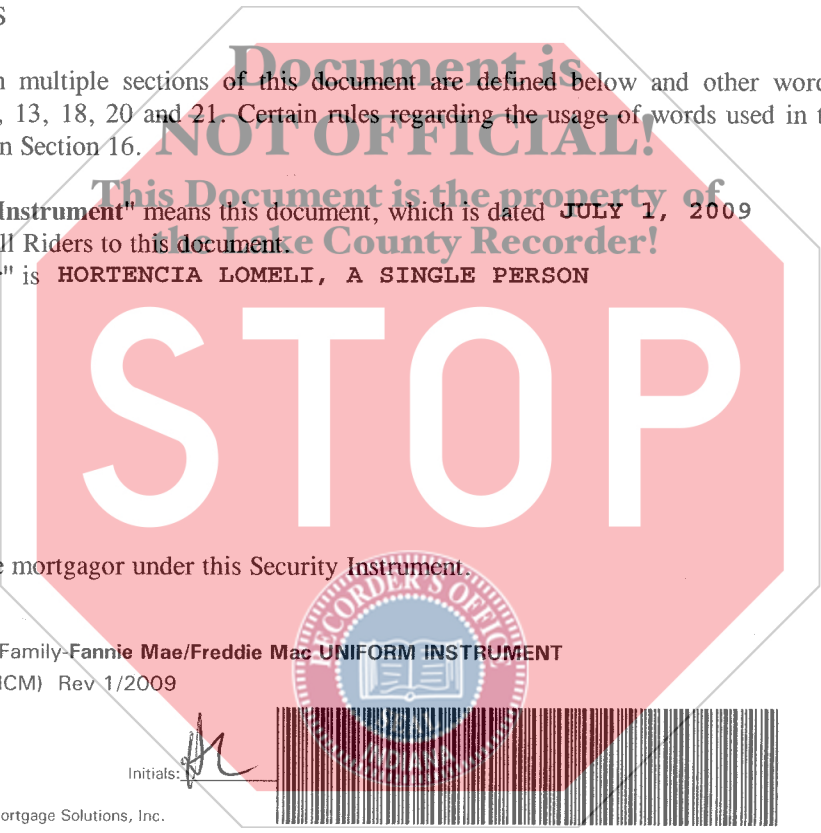 S
Document is
n multiple sections of this document are defined below and other word
, 13, 18, 20 and 21. Certain rules regarding the usage of words used in t
NOT OFFICIAL!
n Section 16.
This Document is the property of
Instrument" means this document, which is dated JULY 1, 2009
ll Riders to this document.
the Lake County Recorder!
" is HORTENCIA LOMELI, A SINGLE PERSON
STOP
e mortgagor under this Security Instrument.
RECORDER'S OFFICE
Family-Fannie Mae/Freddie Mac UNIFORM INSTRUMENT
(CM) Rev 1/2009
SEAL
INDIANA
Initials:
ortgage Solutions, Inc.